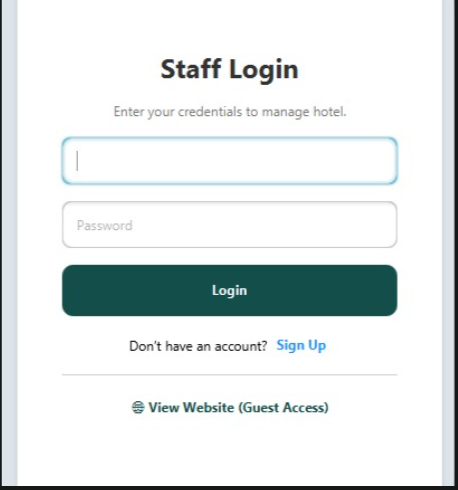 Staff Login
Enter your credentials to manage hotel.
Password
Login
Don't have an account? Sign Up
View Website (Guest Access)